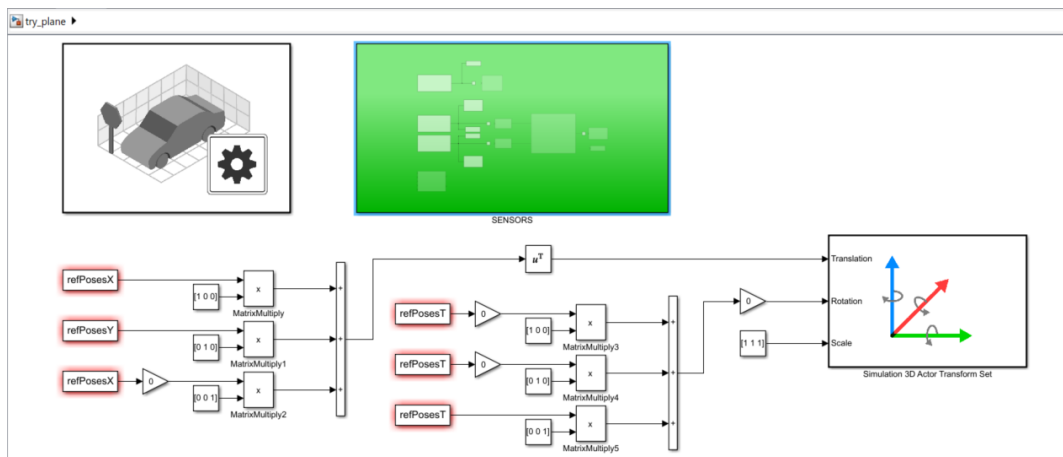 try_plane
SENSORS
refPosesX
[1 0 0]
x
MatrixMultiply
refPosesY
[0 1 0]
x
MatrixMultiply1
refPosesX
0
[0 0 1]
x
MatrixMultiply2
+
+
+
uT
refPosesT
0
[1 0 0]
x
MatrixMultiply3
refPosesT
0
[0 1 0]
x
MatrixMultiply4
refPosesT
[0 0 1]
x
MatrixMultiply5
+
+
+
0
[1 1 1]
Translation
Rotation
Scale
Simulation 3D Actor Transform Set